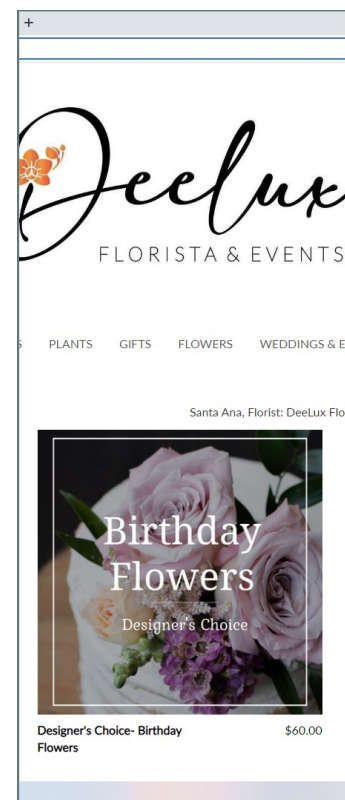 +
Deelux
FLORISTA & EVENTS
PLANTS GIFTS FLOWERS WEDDINGS & E
Santa Ana, Florist: DeeLux Flo
Birthday
Flowers
Designer's Choice
Designer's Choice- Birthday $60.00
Flowers